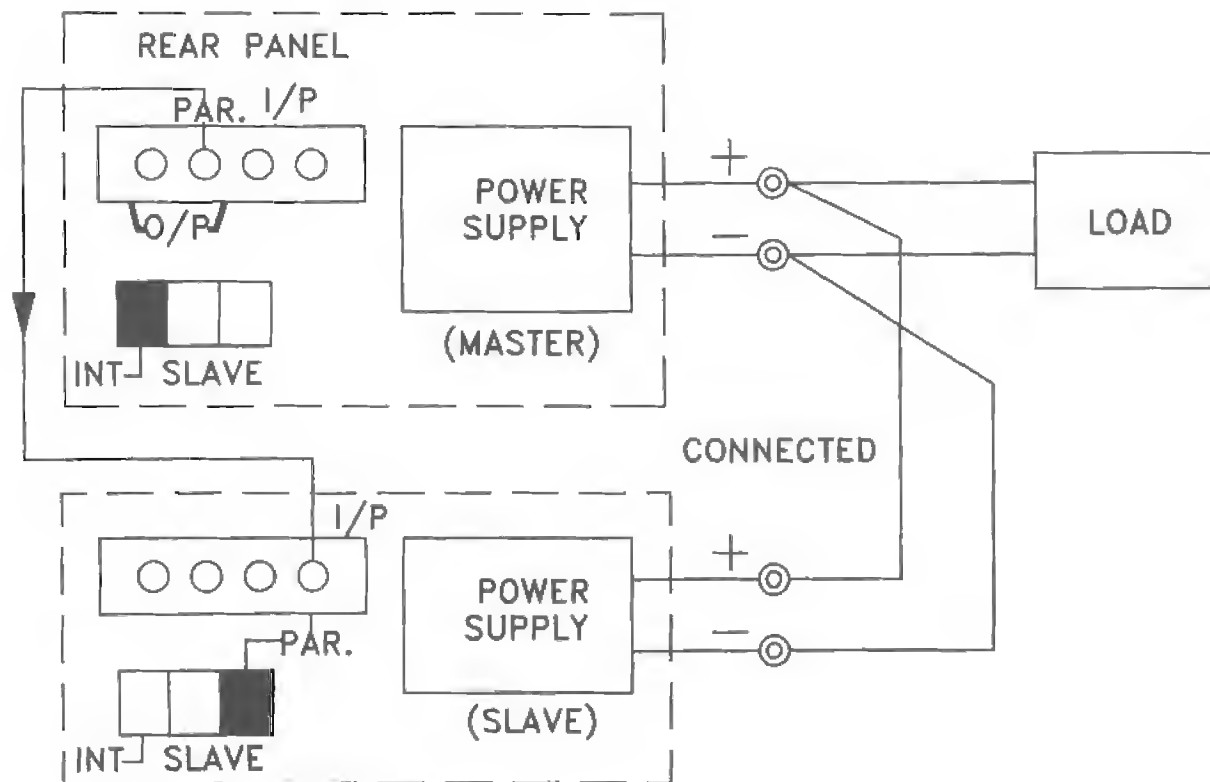 REAR PANEL
PAR. I/P
O/P
INT SLAVE
POWER
SUPPLY
(MASTER)
+
−
LOAD
CONNECTED
I/P
PAR.
INT SLAVE
POWER
SUPPLY
(SLAVE)
+
−